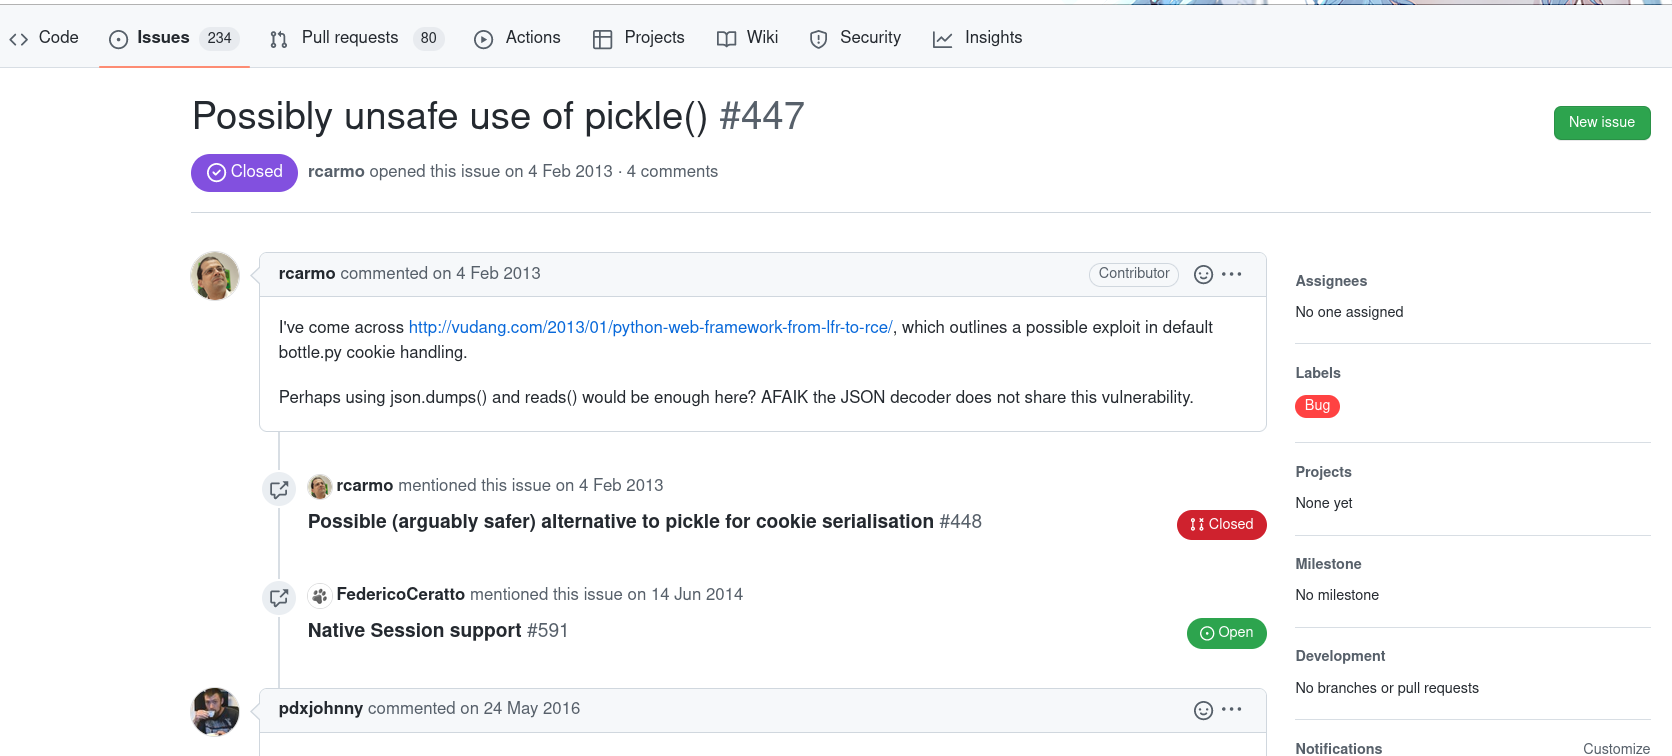 Code Issues 234 Pull requests 80 Actions Projects Wiki Security Insights
Possibly unsafe use of pickle() #447
New issue
Closed rcarmo opened this issue on 4 Feb 2013 · 4 comments
rcarmo commented on 4 Feb 2013 Contributor
I've come across http://vudang.com/2013/01/python-web-framework-from-lfr-to-rce/, which outlines a possible exploit in default
bottle.py cookie handling.
Perhaps using json.dumps() and reads() would be enough here? AFAIK the JSON decoder does not share this vulnerability.
rcarmo mentioned this issue on 4 Feb 2013
Possible (arguably safer) alternative to pickle for cookie serialisation #448
Closed
FedericoCeratto mentioned this issue on 14 Jun 2014
Native Session support #591
Open
pdxjohnny commented on 24 May 2016
Assignees
No one assigned
Labels
Bug
Projects
None yet
Milestone
No milestone
Development
No branches or pull requests
Notifications Customize